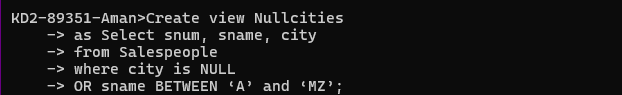 KD2-89351-Aman>Create view Nullcities
-> as Select snum, sname, city
-> from Salespeople
-> where city is NULL
-> OR sname BETWEEN ‘A’ and ‘MZ’;